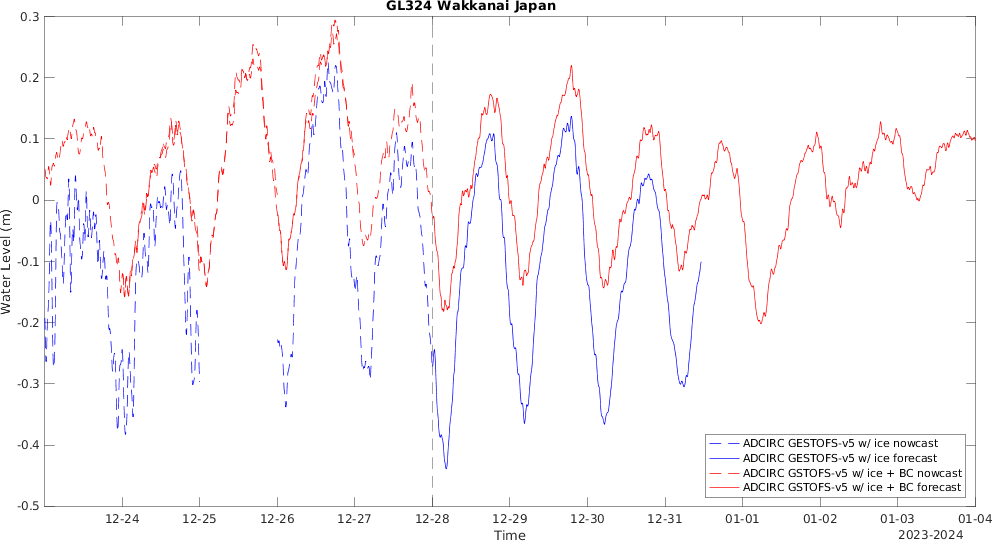 GL324 Wakkanai Japan
0.3
0.2
0.1
0
-0.1
-0.2
-0.3
-0.4
-0.5
Water Level (m)
ADCIRC GESTOFS-v5 w/ ice nowcast
ADCIRC GESTOFS-v5 w/ ice forecast
ADCIRC GSTOFS-v5 w/ ice + BC nowcast
ADCIRC GSTOFS-v5 w/ ice + BC forecast
12-24 12-25 12-26 12-27 12-28 12-29 12-30 12-31 01-01 01-02 01-03 01-04
Time
2023-2024